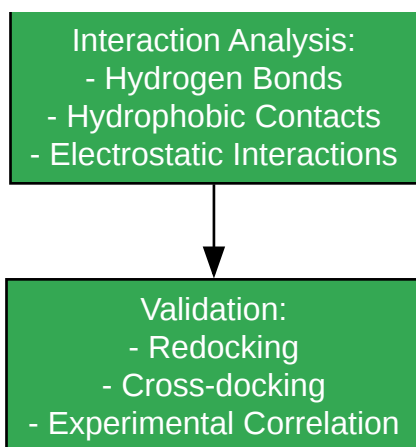 Interaction Analysis:
- Hydrogen Bonds
- Hydrophobic Contacts
- Electrostatic Interactions
Validation:
- Redocking
- Cross-docking
- Experimental Correlation